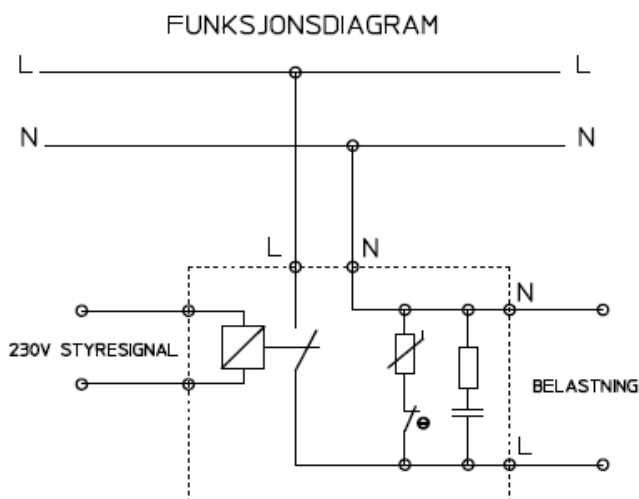 FUNKSJONSDIAGRAM
L L
N N
L N
N
230V STYRESIGNAL
BELASTNING
L